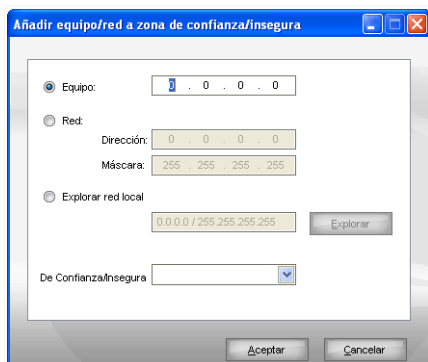 Añadir equipo/red a zona de confianza/insegura
Equipo: 0 . 0 . 0 . 0
Red:
Dirección: 0 . 0 . 0 . 0
Máscara: 255 . 255 . 255 . 255
Explorar red local
0.0.0.0 / 255.255.255.255 Explorar
De Confianza/Insegura
Aceptar Cancelar